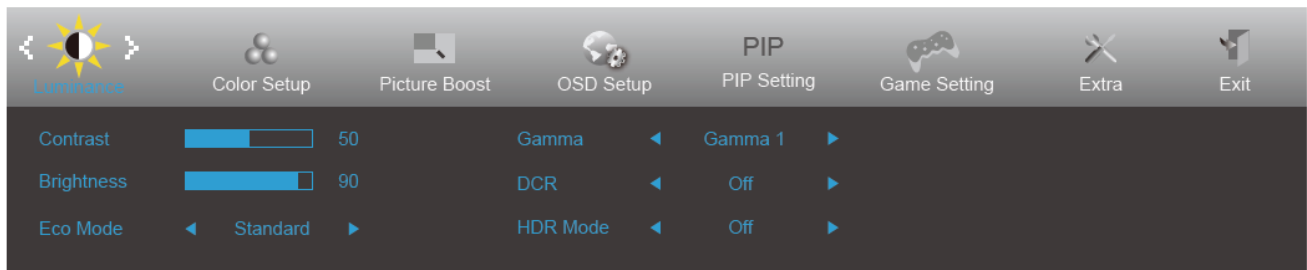 PIP
Luminance Color Setup Picture Boost OSD Setup PIP Setting Game Setting Extra Exit
Contrast 50 Gamma Gamma 1
Brightness 90 DCR Off
Eco Mode Standard HDR Mode Off